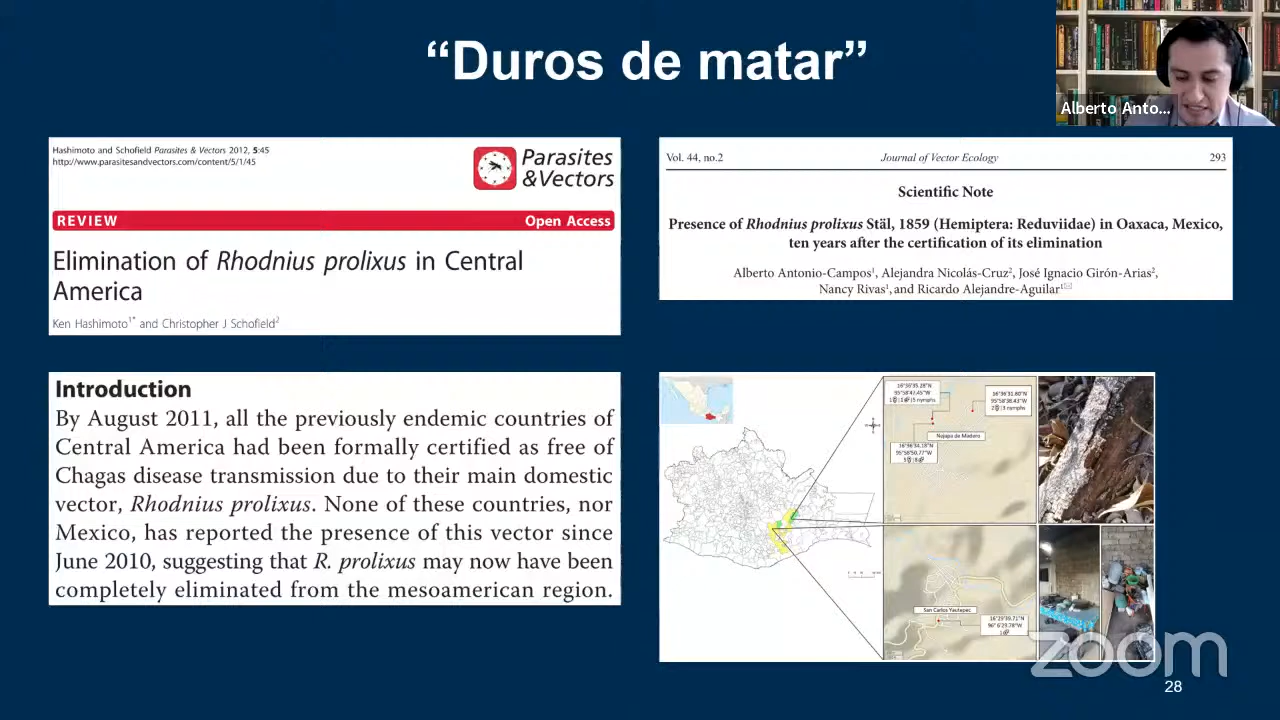 “Duros de matar”
Alberto Anto...
Hashimoto and Schofield Parasites & Vectors 2012, 5:45
http://www.parasitesandvectors.com/content/5/1/45
Parasites
&Vectors
REVIEW
Open Access
Elimination of Rhodnius prolixus in Central
America
Ken Hashimoto1* and Christopher J Schofield2
Introduction
By August 2011, all the previously endemic countries of
Central America had been formally certified as free of
Chagas disease transmission due to their main domestic
vector, Rhodnius prolixus. None of these countries, nor
Mexico, has reported the presence of this vector since
June 2010, suggesting that R. prolixus may now have been
completely eliminated from the mesoamerican region.
Vol. 44, no.2
Journal of Vector Ecology
293
Scientific Note
Presence of Rhodnius prolixus Stäl, 1859 (Hemiptera: Reduviidae) in Oaxaca, Mexico,
ten years after the certification of its elimination
Alberto Antonio-Campos1, Alejandra Nicolás-Cruz2, José Ignacio Girón-Arias2,
Nancy Rivas1, and Ricardo Alejandre-Aguilar1
Nejapa de Madero
San Carlos Yautepec
zoom
28